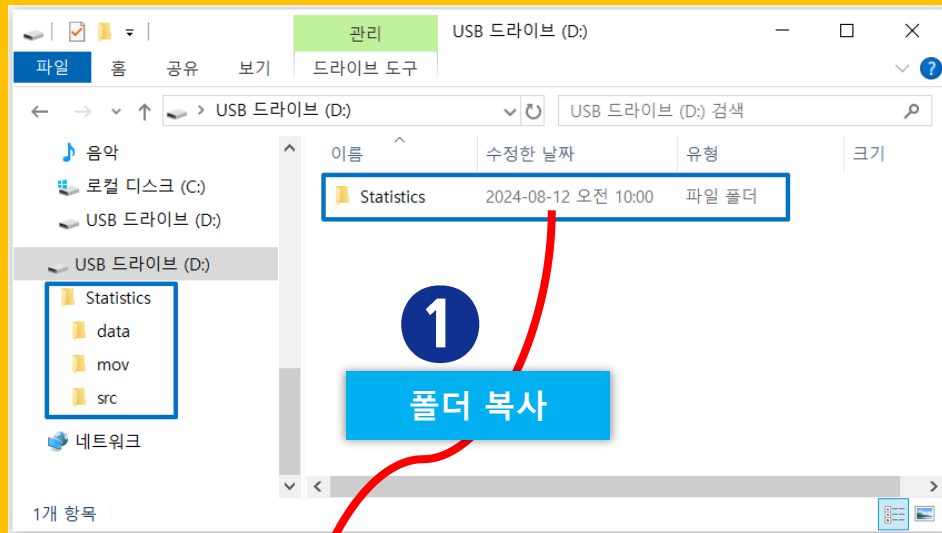 관리
USB 드라이브 (D:)
파일
홈
공유
보기
드라이브 도구
?
USB 드라이브 (D:)
USB 드라이브 (D:) 검색
이름
수정한 날짜
유형
크기
음악
로컬 디스크 (C:)
USB 드라이브 (D:)
USB 드라이브 (D:)
Statistics
data
mov
src
네트워크
Statistics
2024-08-12 오전 10:00
파일 폴더
1
폴더 복사
1개 항목